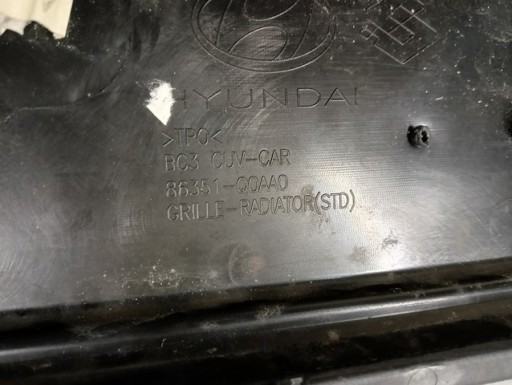 HYUNDAI
>TPO<
BC3 CUV-CAR
86351-Q0AA0
GRILLE-RADIATOR(STD)